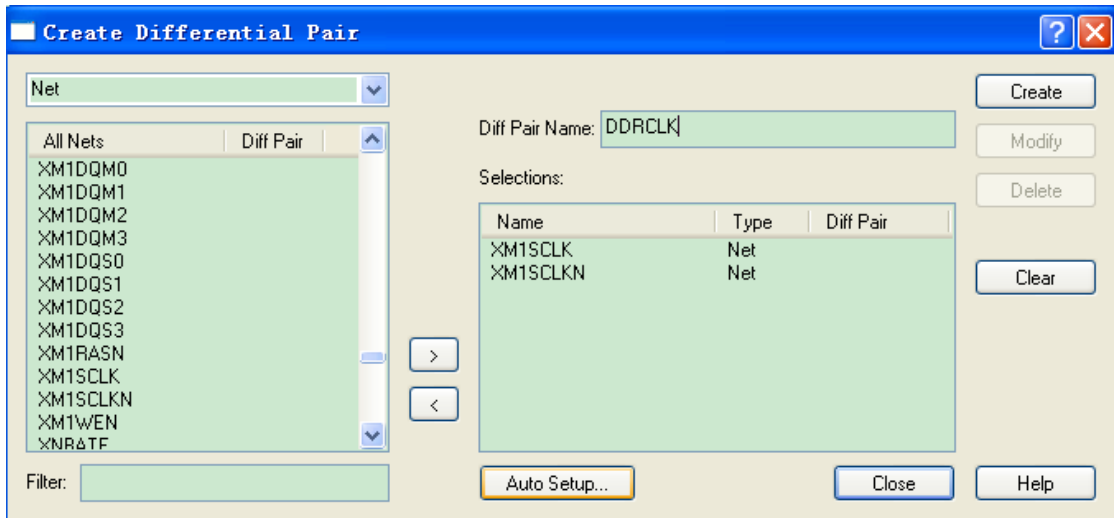 Create Differential Pair
Net
All Nets Diff Pair
XM1DQM0
XM1DQM1
XM1DQM2
XM1DQM3
XM1DQS0
XM1DQS1
XM1DQS2
XM1DQS3
XM1RASN
XM1SCLK
XM1SCLKN
XM1WEN
Filter:
>
<
Diff Pair Name: DDRCLK
Selections:
Name Type Diff Pair
XM1SCLK Net
XM1SCLKN Net
Auto Setup...
Close
Create
Modify
Delete
Clear
Help